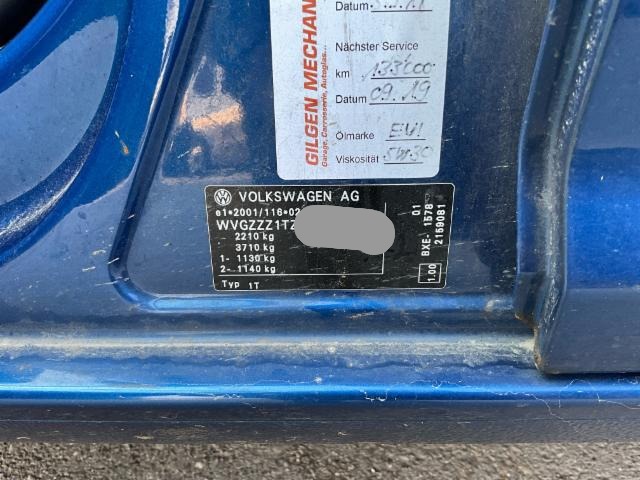 Datum
Nächster Service
km 133'000
Datum 09.19
Ölmarke
Viskosität 5W30
GILGEN MECHAN
Garage, Carrosserie, Autoglas...
VOLKSWAGEN AG
e1*2001/116*02
WVGZZZ1TZ
- 2210 kg
- 3710 kg
1- 1130 kg
2- 1140 kg
Typ 1T
01
BXE- 1578
2159081
1.00